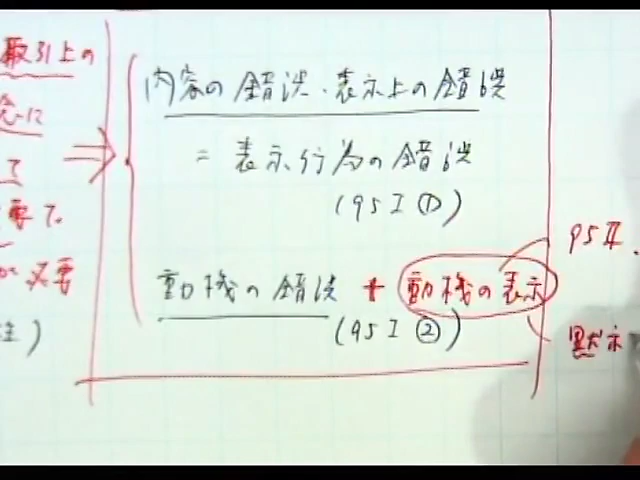 取引上の
念に
て
要で
必要
注)
内容の錯誤・表示上の錯誤
= 表示行為の錯誤
(95 I ①)
動機の錯誤 + 動機の表示
(95 I ②)
95 II.
黙示